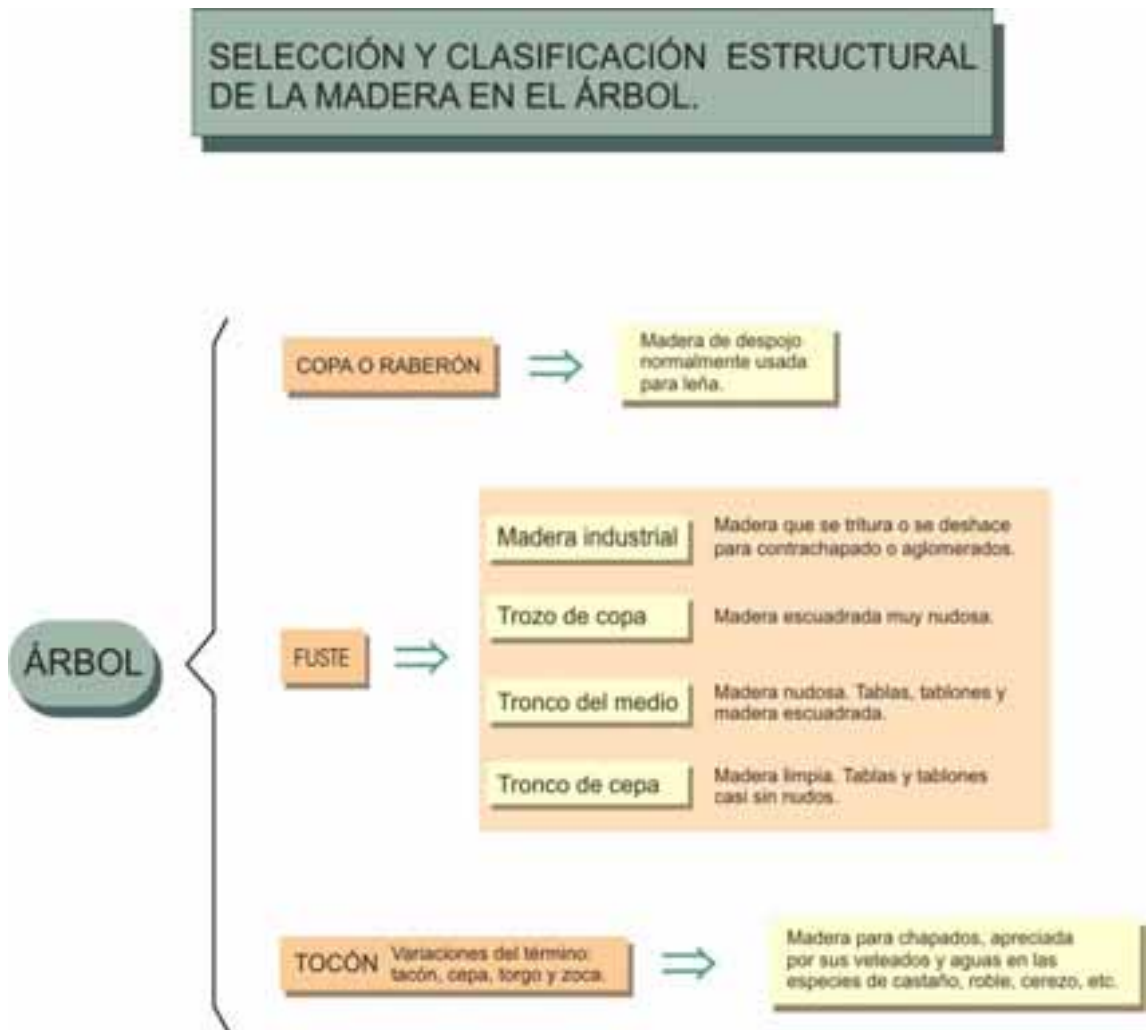 SELECCIÓN Y CLASIFICACIÓN ESTRUCTURAL
DE LA MADERA EN EL ÁRBOL.
ÁRBOL
COPA O RABERÓN
Madera de despojo
normalmente usada
para leña.
FUSTE
Madera industrial
Madera que se tritura o se deshace
para contrachapado o aglomerados.
Trozo de copa
Madera escuadrada muy nudosa.
Tronco del medio
Madera nudosa. Tablas, tablones y
madera escuadrada.
Tronco de cepa
Madera limpia. Tablas y tablones
casi sin nudos.
TOCÓN
Variaciones del término:
tacón, cepa, torgo y zoca.
Madera para chapados, apreciada
por sus veteados y aguas en las
especies de castaño, roble, cerezo, etc.